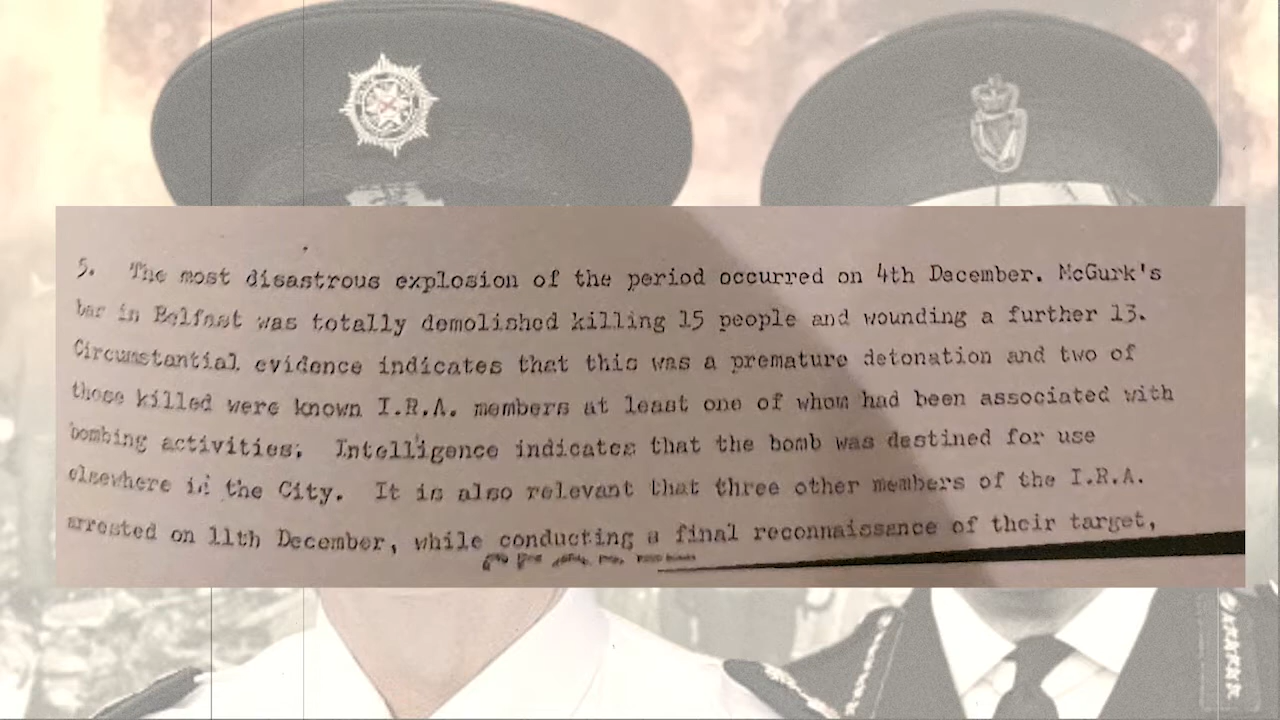 5. The most disastrous explosion of the period occurred on 4th December. McGurk's
bar in Belfast was totally demolished killing 15 people and wounding a further 13.
Circumstantial evidence indicates that this was a premature detonation and two of
those killed were known I.R.A. members at least one of whom had been associated with
bombing activities. Intelligence indicates that the bomb was destined for use
elsewhere in the City. It is also relevant that three other members of the I.R.A.
arrested on 11th December, while conducting a final reconnaissance of their target,